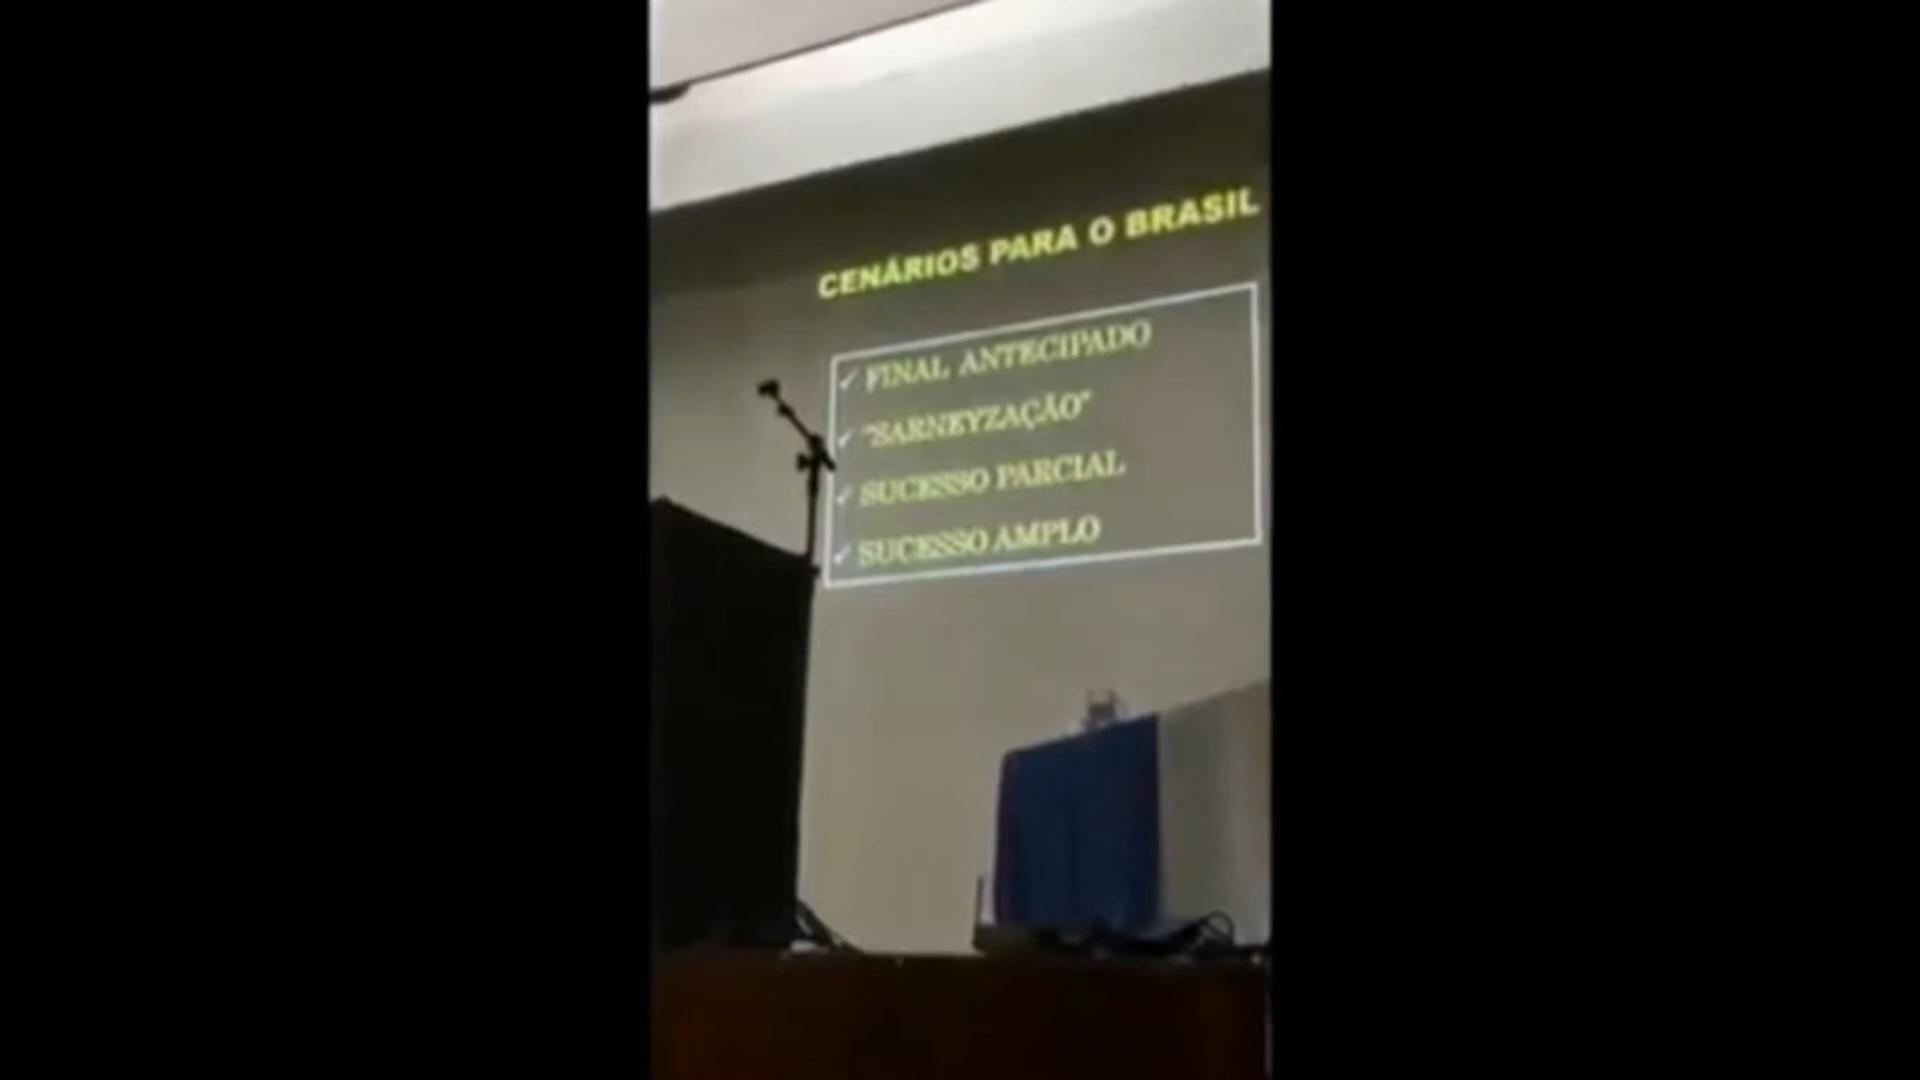 CENÁRIOS PARA O BRASIL
✓ FINAL ANTECIPADO
✓ "SARNEYZAÇÃO"
✓ SUCESSO PARCIAL
✓ SUCESSO AMPLO